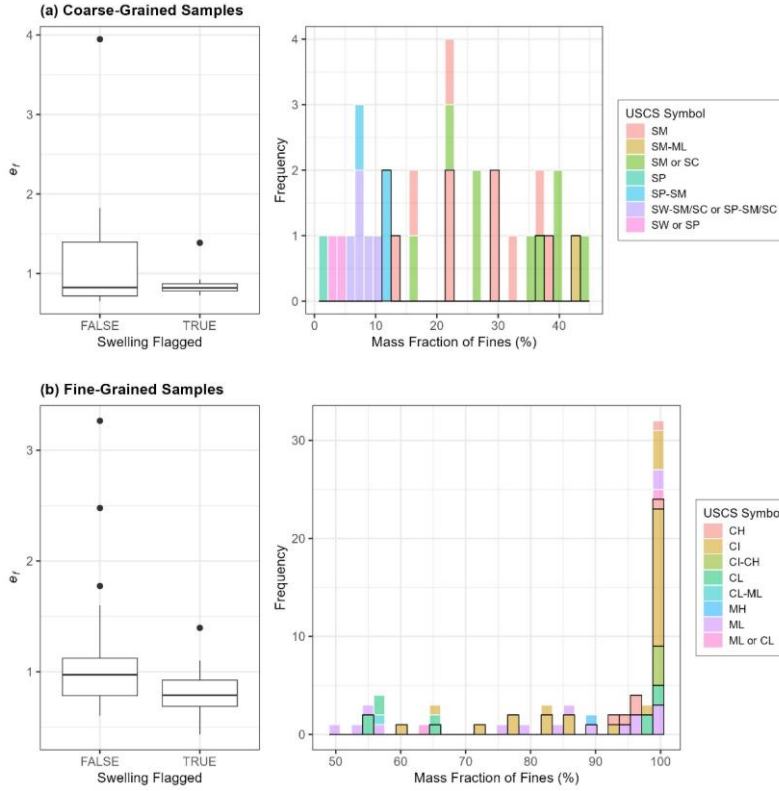 (a) Coarse-Grained Samples
4
3
2
1
ef
FALSE TRUE
Swelling Flagged
4
3
2
1
0
Frequency
0 10 20 30 40
Mass Fraction of Fines (%)
USCS Symbol
SM
SM-ML
SM or SC
SP
SP-SM
SW-SM/SC or SP-SM/SC
SW or SP
(b) Fine-Grained Samples
3
2
1
ef
FALSE TRUE
Swelling Flagged
30
20
10
0
Frequency
50 60 70 80 90 100
Mass Fraction of Fines (%)
USCS Symbo
CH
CI
CI-CH
CL
CL-ML
MH
ML
ML or CL